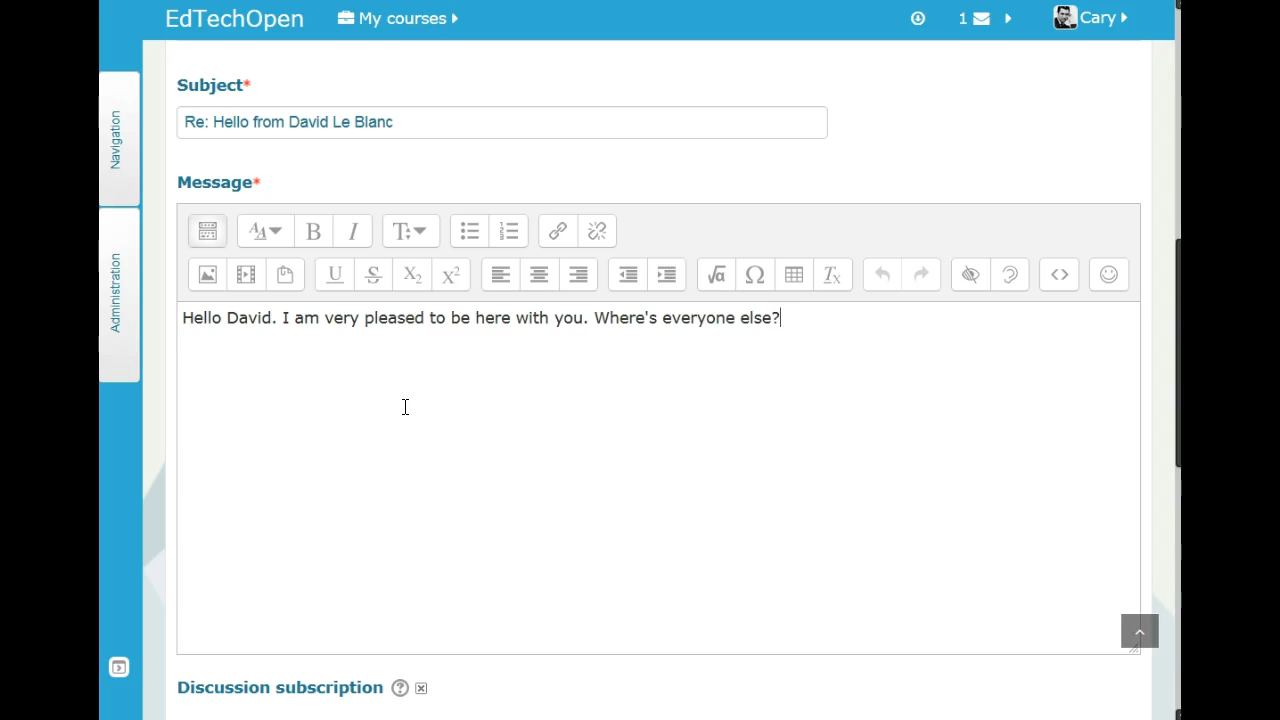 EdTechOpen My courses 1 Cary
Navigation
Administration
Subject*
Re: Hello from David Le Blanc
Message*
Hello David. I am very pleased to be here with you. Where's everyone else?
Discussion subscription